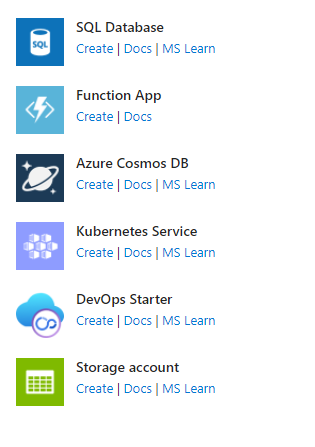 SQL
SQL Database
Create | Docs | MS Learn
Function App
Create | Docs
Azure Cosmos DB
Create | Docs | MS Learn
Kubernetes Service
Create | Docs | MS Learn
DevOps Starter
Create | Docs | MS Learn
Storage account
Create | Docs | MS Learn